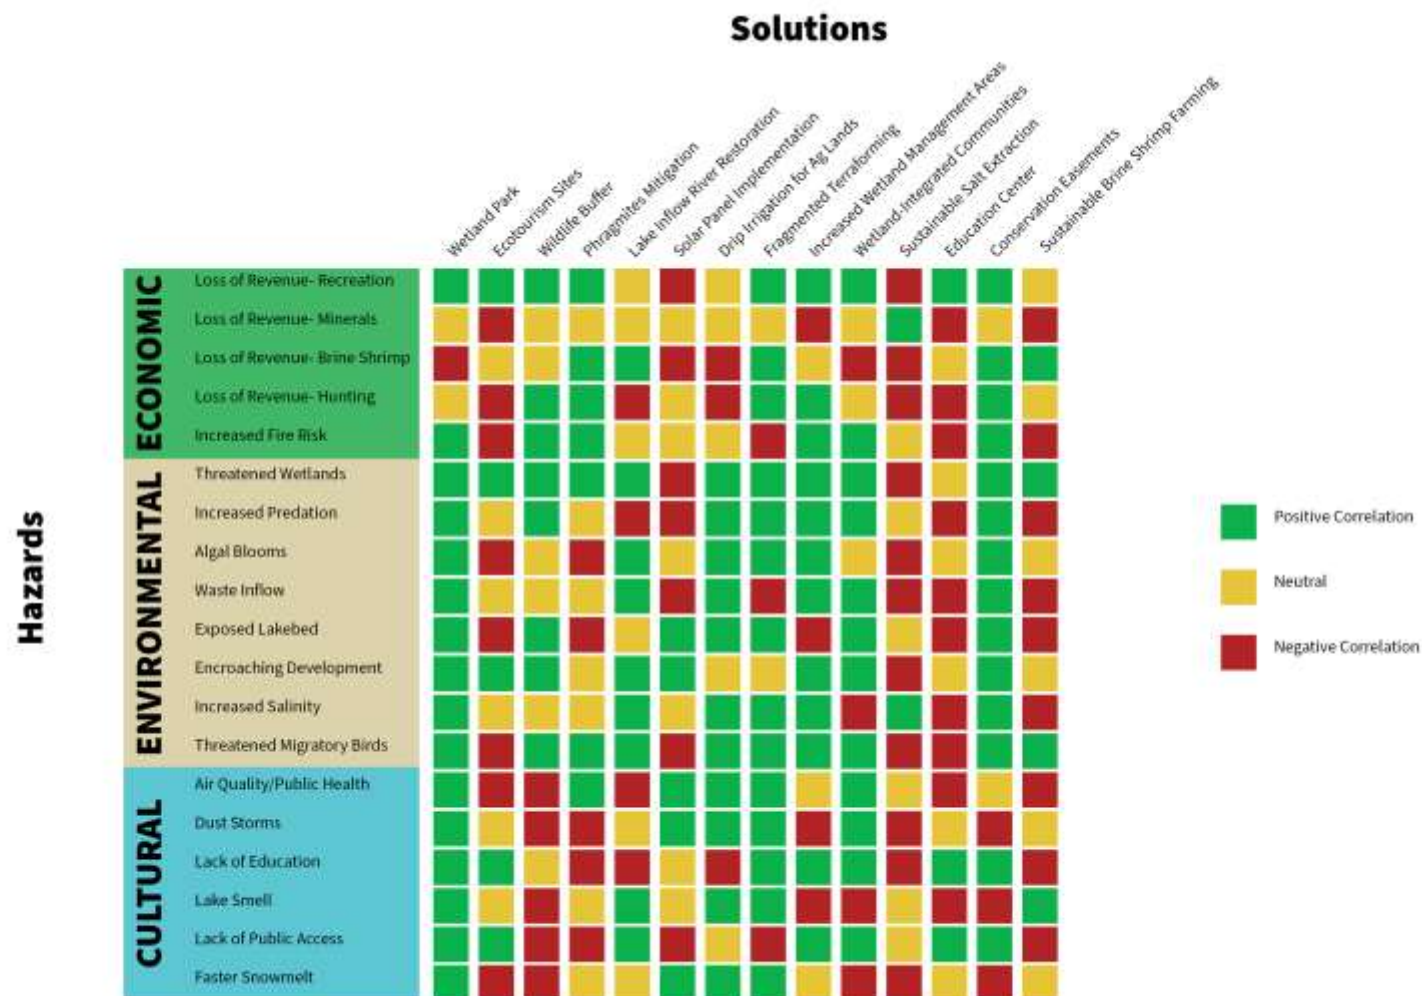 Solutions
Wetland Park
Ecotourism Sites
Wildlife Buffer
Phragmites Mitigation
Lake Inflow River Restoration
Solar Panel Implementation
Drip Irrigation for Ag Lands
Fragmented Terraforming
Increased Wetland Management Areas
Wetland-Integrated Communities
Sustainable Salt Extraction
Education Center
Conservation Easements
Sustainable Brine Shrimp Farming
Hazards
ECONOMIC
Loss of Revenue- Recreation
Loss of Revenue- Minerals
Loss of Revenue- Brine Shrimp
Loss of Revenue- Hunting
Increased Fire Risk
ENVIRONMENTAL
Threatened Wetlands
Increased Predation
Algal Blooms
Waste Inflow
Exposed Lakebed
Encroaching Development
Increased Salinity
Threatened Migratory Birds
CULTURAL
Air Quality/Public Health
Dust Storms
Lack of Education
Lake Smell
Lack of Public Access
Faster Snowmelt
Positive Correlation
Neutral
Negative Correlation